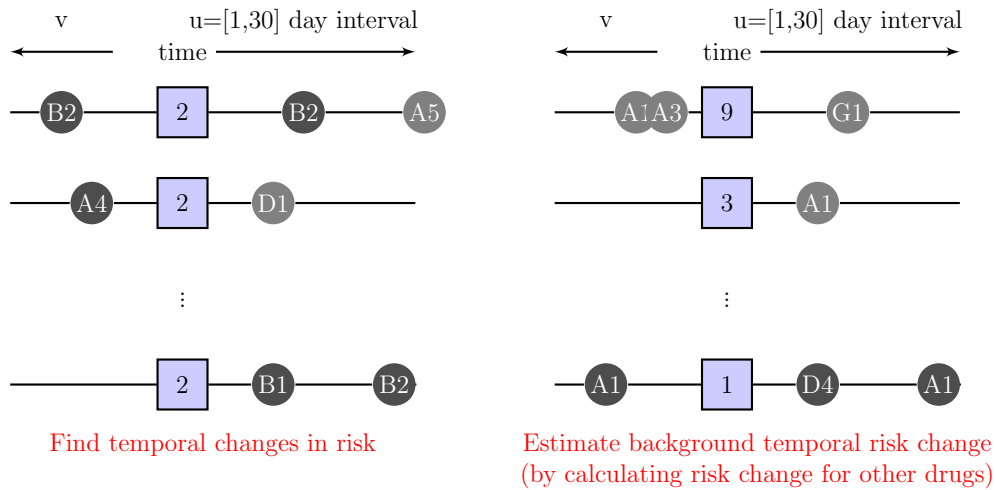 v u=[1,30] day interval
time
B2 2 B2 A5
A4 2 D1
⋮
2 B1 B2
Find temporal changes in risk
v u=[1,30] day interval
time
A1 A3 9 G1
3 A1
⋮
A1 1 D4 A1
Estimate background temporal risk change
(by calculating risk change for other drugs)